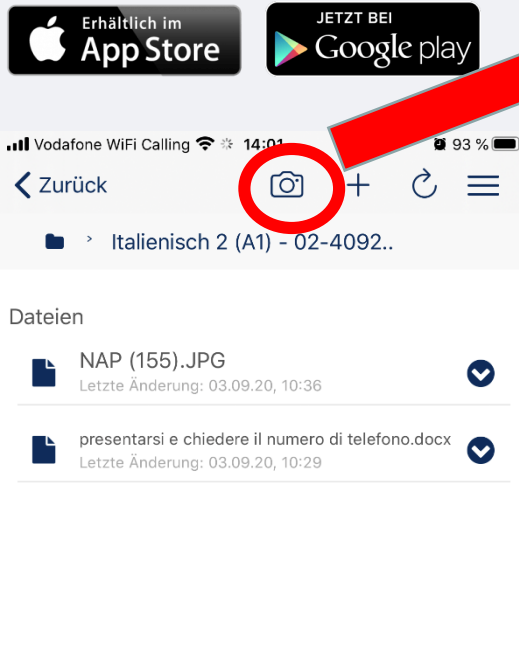 Erhältlich im
App Store
JETZT BEI
Google play
Vodafone WiFi Calling 14:01 93 %
Zurück
Italienisch 2 (A1) - 02-4092..
Dateien
NAP (155).JPG
Letzte Änderung: 03.09.20, 10:36
presentarsi e chiedere il numero di telefono.docx
Letzte Änderung: 03.09.20, 10:29